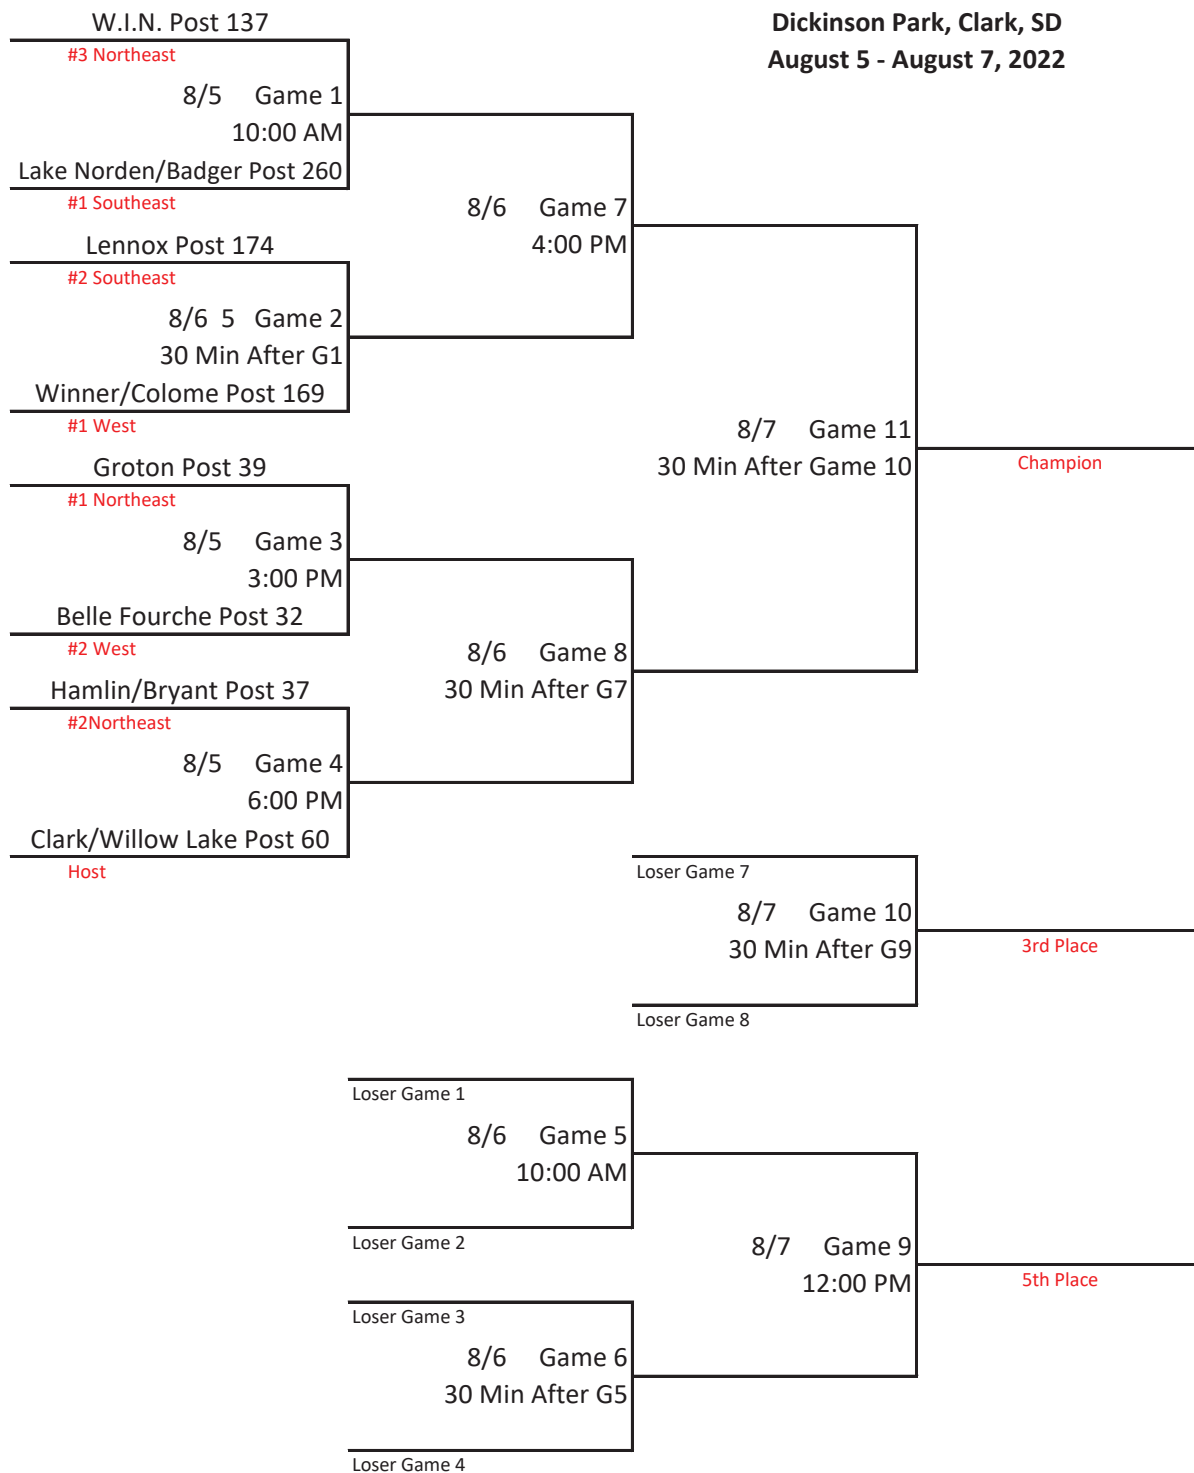 W.I.N. Post 137
#3 Northeast
8/5 Game 1
10:00 AM
Lake Norden/Badger Post 260
#1 Southeast
Lennox Post 174
#2 Southeast
8/6 5 Game 2
30 Min After G1
Winner/Colome Post 169
#1 West
Groton Post 39
#1 Northeast
8/5 Game 3
3:00 PM
Belle Fourche Post 32
#2 West
Hamlin/Bryant Post 37
#2Northeast
8/5 Game 4
6:00 PM
Clark/Willow Lake Post 60
Host
Dickinson Park, Clark, SD
August 5 - August 7, 2022
8/6 Game 7
4:00 PM
8/6 Game 8
30 Min After G7
8/7 Game 11
30 Min After Game 10
Champion
Loser Game 7
8/7 Game 10
30 Min After G9
Loser Game 8
3rd Place
Loser Game 1
8/6 Game 5
10:00 AM
Loser Game 2
Loser Game 3
8/6 Game 6
30 Min After G5
Loser Game 4
8/7 Game 9
12:00 PM
5th Place